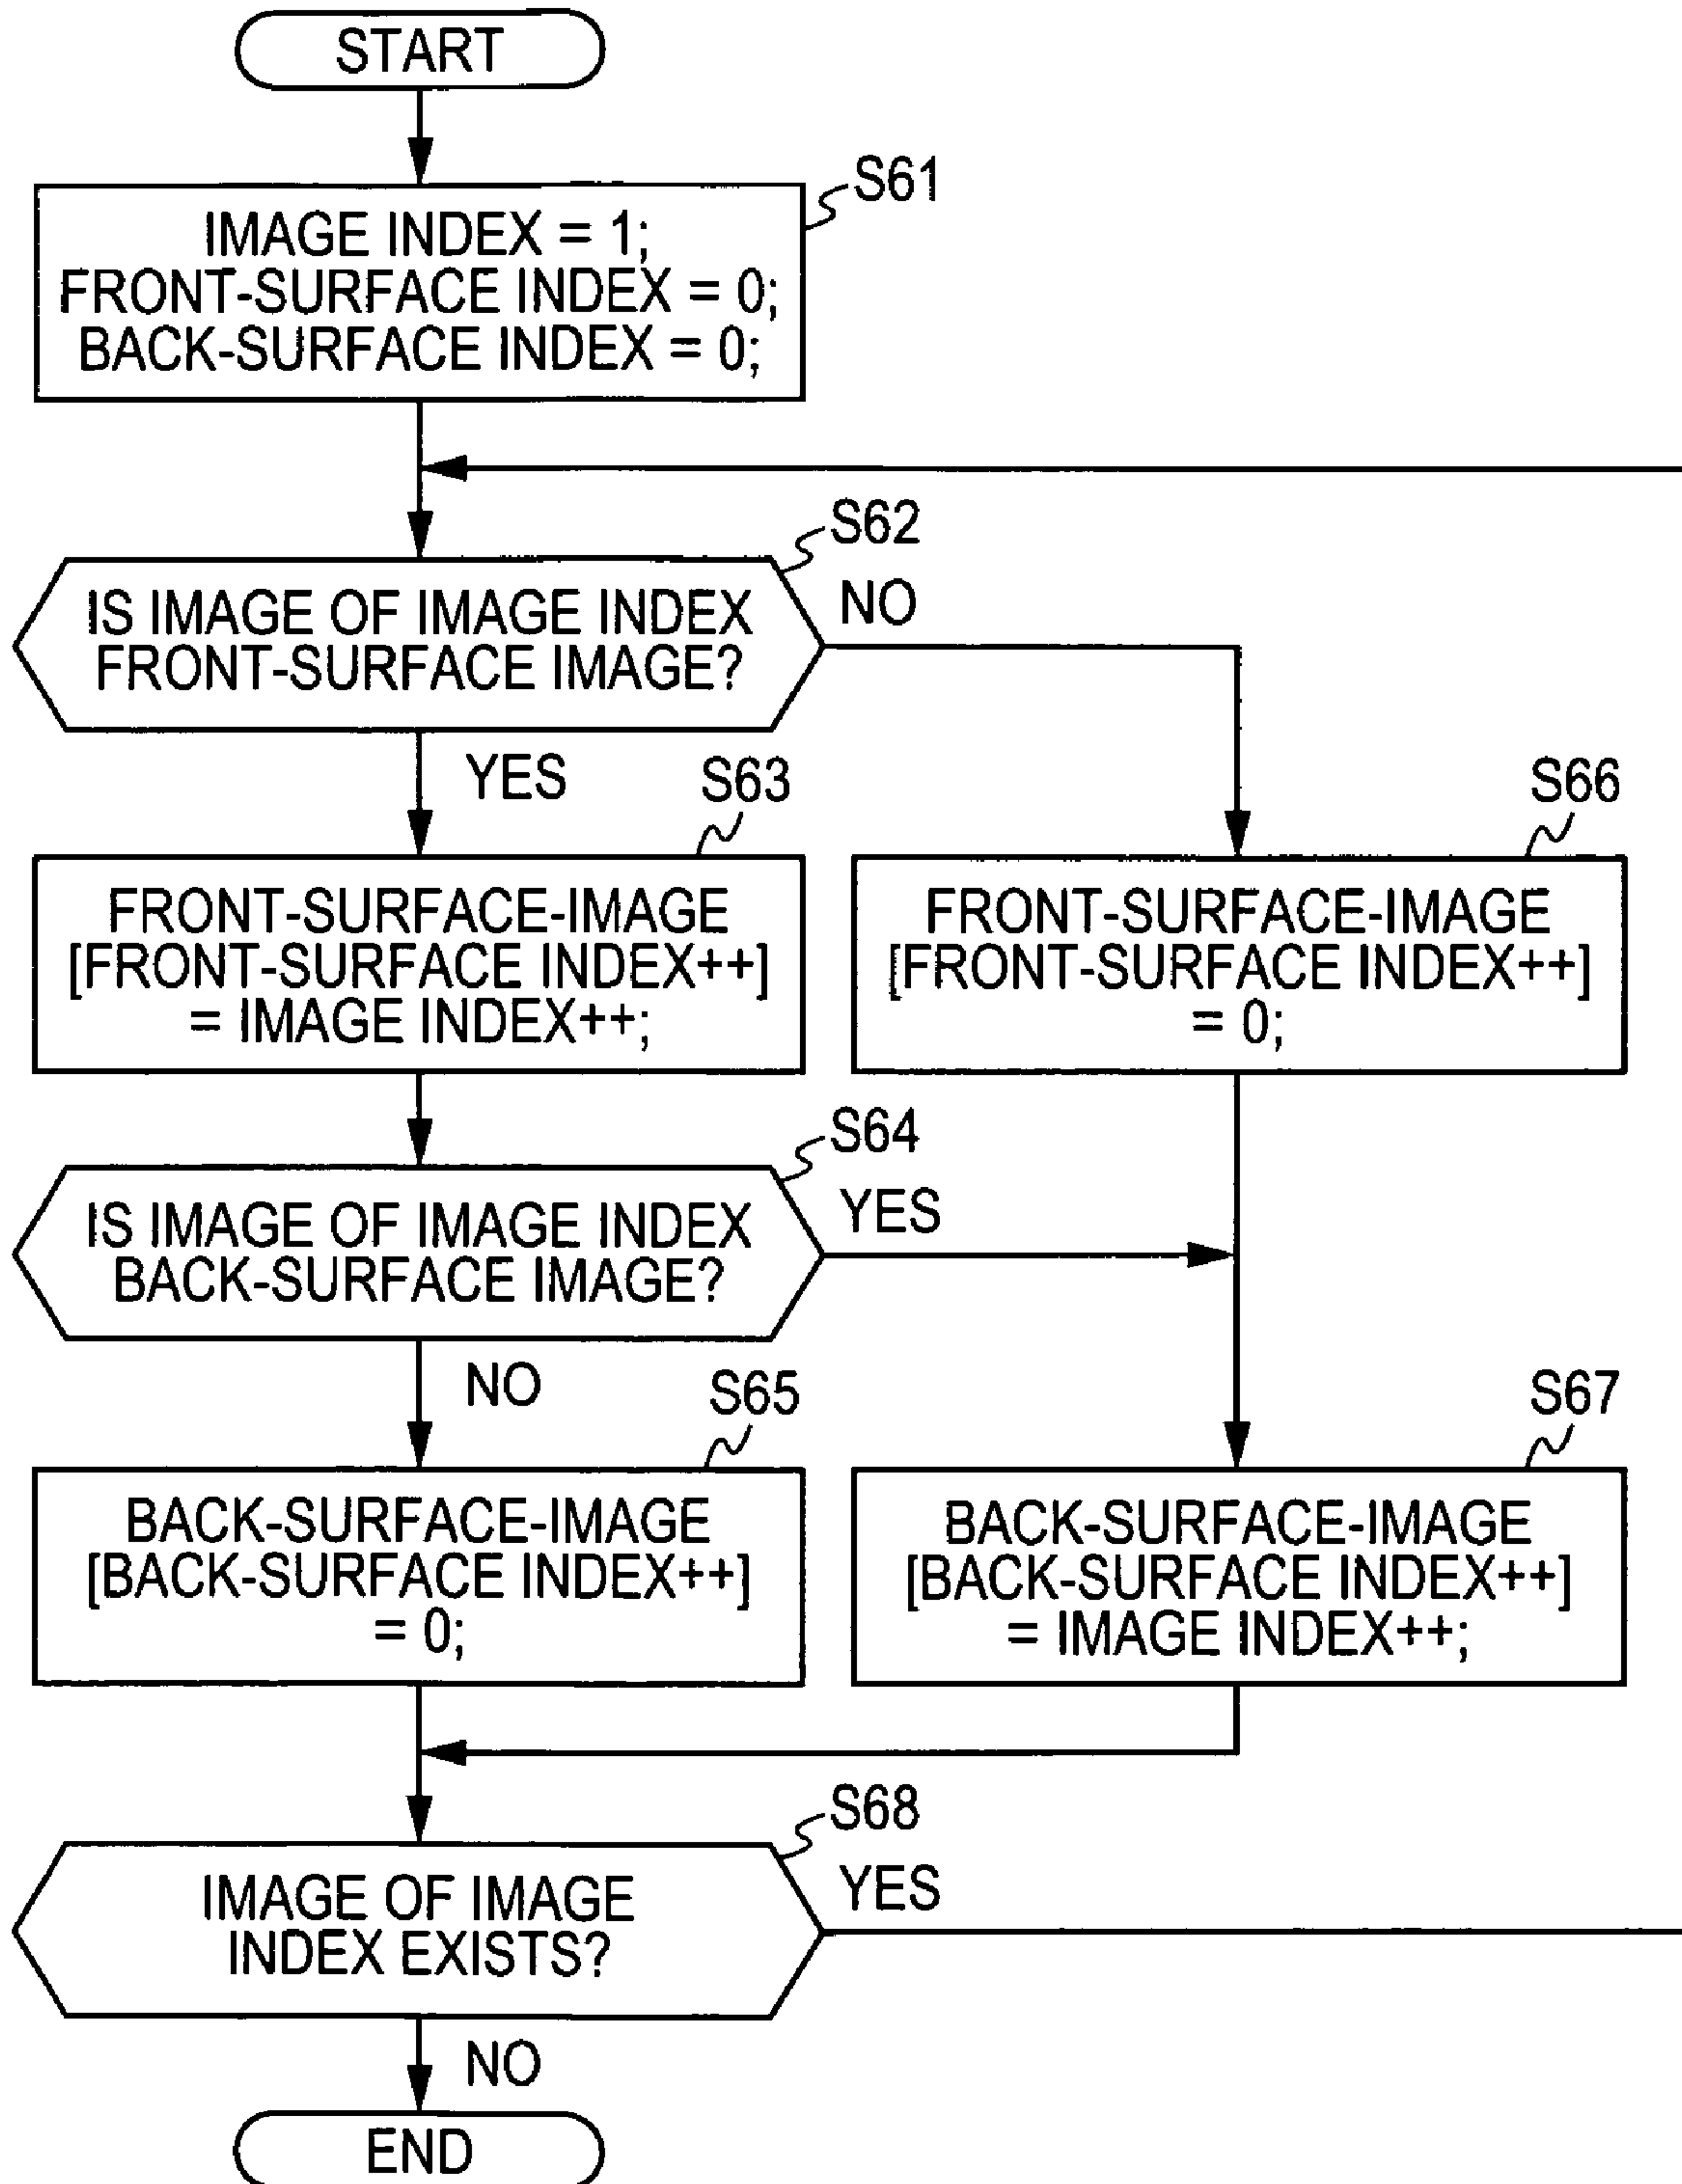 START
S61
IMAGE INDEX = 1;
FRONT-SURFACE INDEX = 0;
BACK-SURFACE INDEX = 0;
S62
IS IMAGE OF IMAGE INDEX
FRONT-SURFACE IMAGE?
NO
YES
S63
FRONT-SURFACE-IMAGE
[FRONT-SURFACE INDEX++]
= IMAGE INDEX++;
S66
FRONT-SURFACE-IMAGE
[FRONT-SURFACE INDEX++]
= 0;
S64
IS IMAGE OF IMAGE INDEX
BACK-SURFACE IMAGE?
YES
NO
S65
BACK-SURFACE-IMAGE
[BACK-SURFACE INDEX++]
= 0;
S67
BACK-SURFACE-IMAGE
[BACK-SURFACE INDEX++]
= IMAGE INDEX++;
S68
IMAGE OF IMAGE
INDEX EXISTS?
YES
NO
END